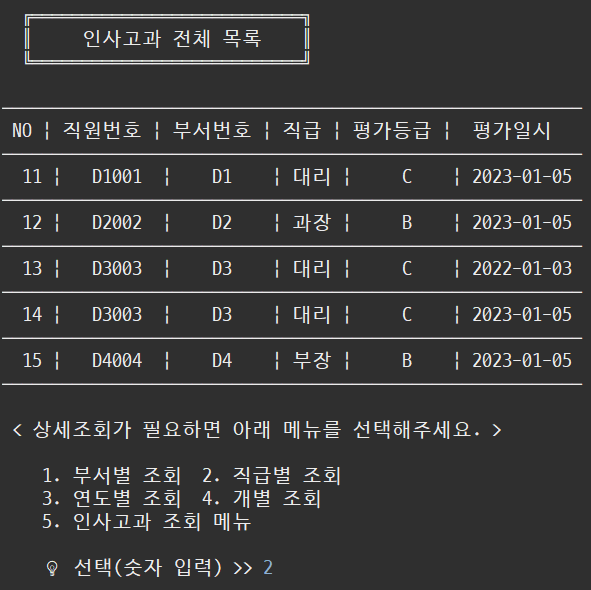 인사고과 전체 목록
NO ¦ 직원번호 ¦ 부서번호 ¦ 직급 ¦ 평가등급 ¦ 평가일시
11 ¦ D1001 ¦ D1 ¦ 대리 ¦ C ¦ 2023-01-05
12 ¦ D2002 ¦ D2 ¦ 과장 ¦ B ¦ 2023-01-05
13 ¦ D3003 ¦ D3 ¦ 대리 ¦ C ¦ 2022-01-03
14 ¦ D3003 ¦ D3 ¦ 대리 ¦ C ¦ 2023-01-05
15 ¦ D4004 ¦ D4 ¦ 부장 ¦ B ¦ 2023-01-05
< 상세조회가 필요하면 아래 메뉴를 선택해주세요. >
1. 부서별 조회 2. 직급별 조회
3. 연도별 조회 4. 개별 조회
5. 인사고과 조회 메뉴
💡 선택(숫자 입력) >> 2